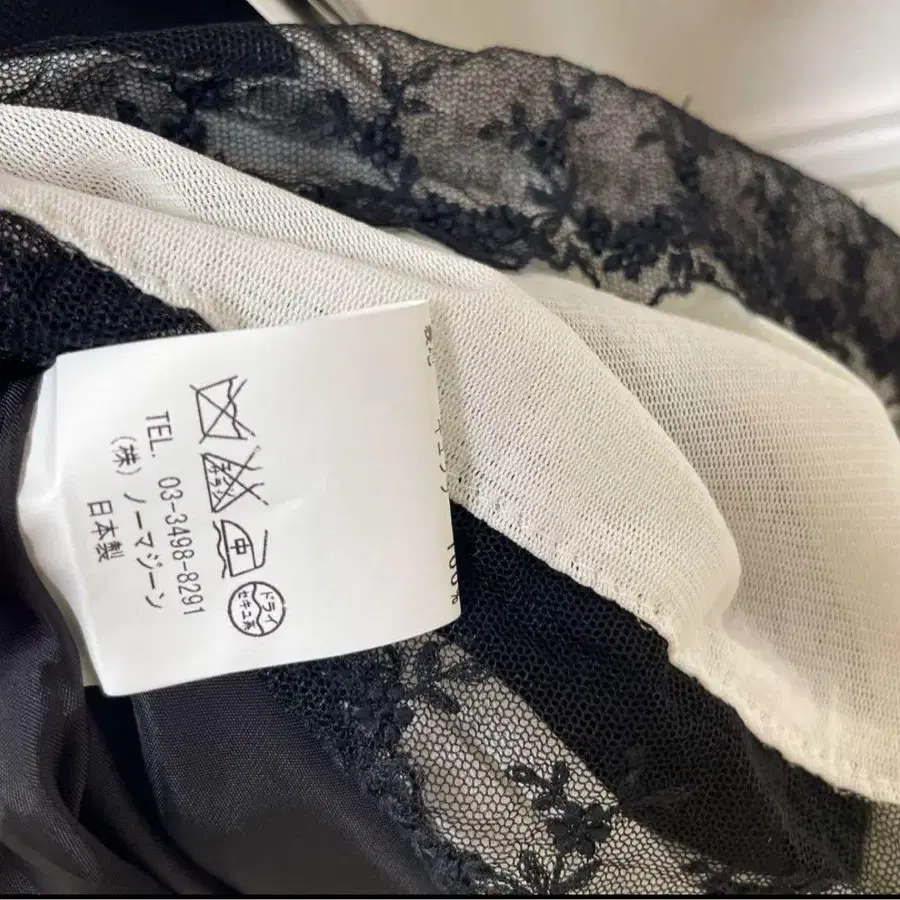 100%
中
ドライ
セキユ系
TEL. 03-3498-8291
(株)ノーマジーン
日本製